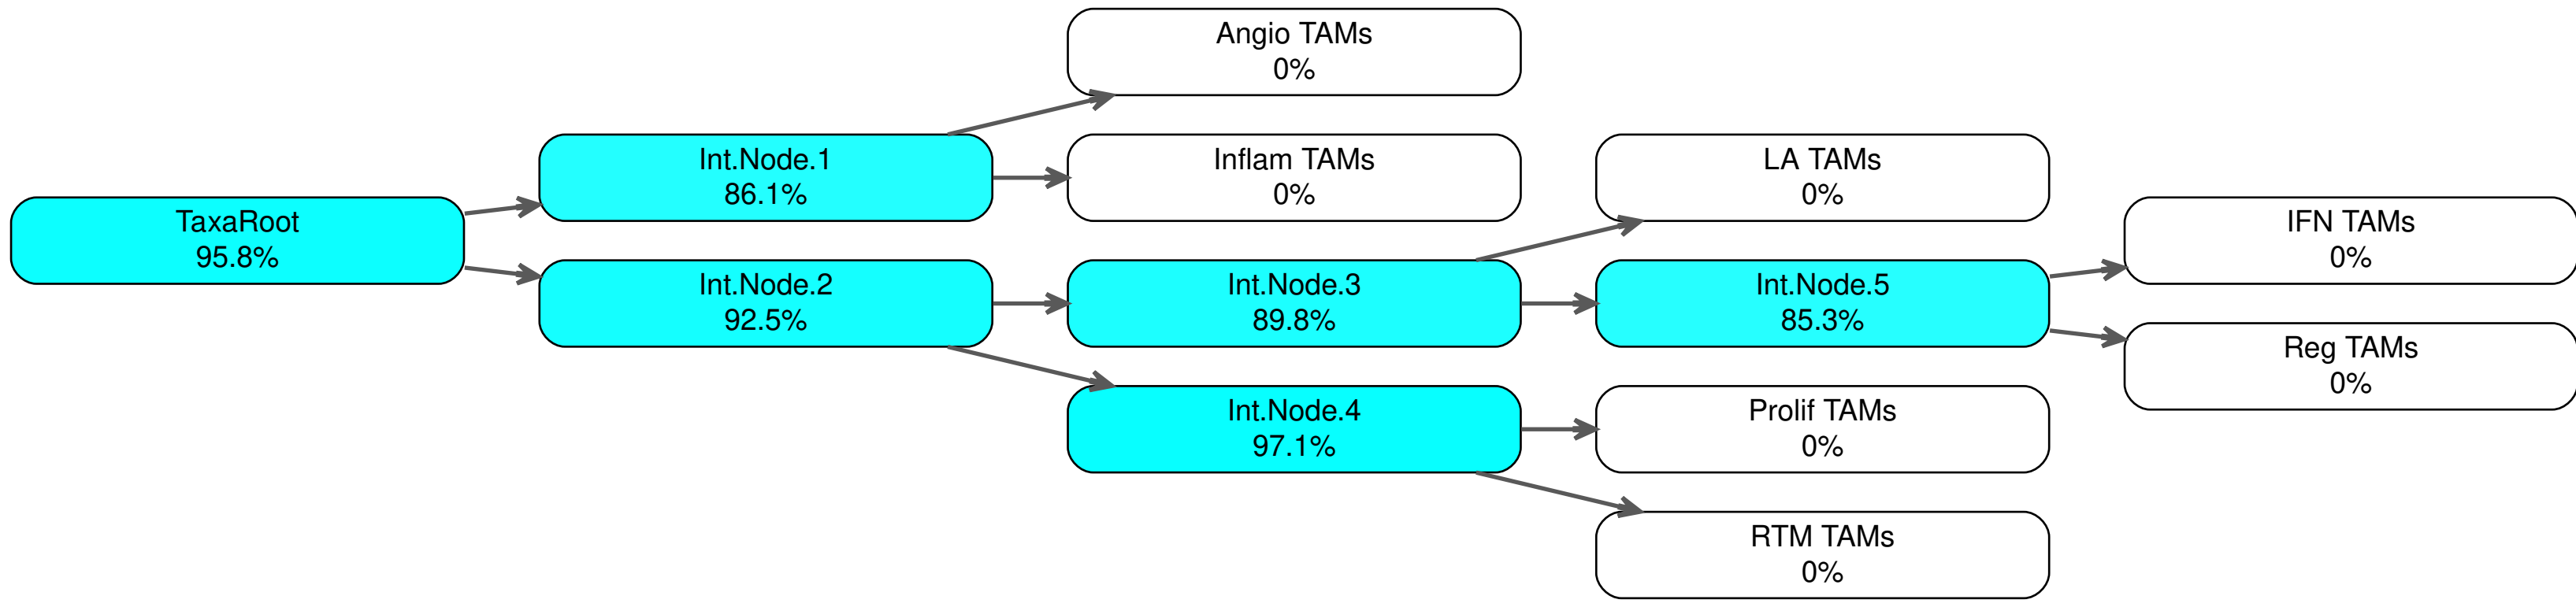 Angio TAMs
0%
Int.Node.1
86.1%
Inflam TAMs
0%
LA TAMs
0%
TaxaRoot
95.8%
IFN TAMs
0%
Int.Node.2
92.5%
Int.Node.3
89.8%
Int.Node.5
85.3%
Reg TAMs
0%
Int.Node.4
97.1%
Prolif TAMs
0%
RTM TAMs
0%